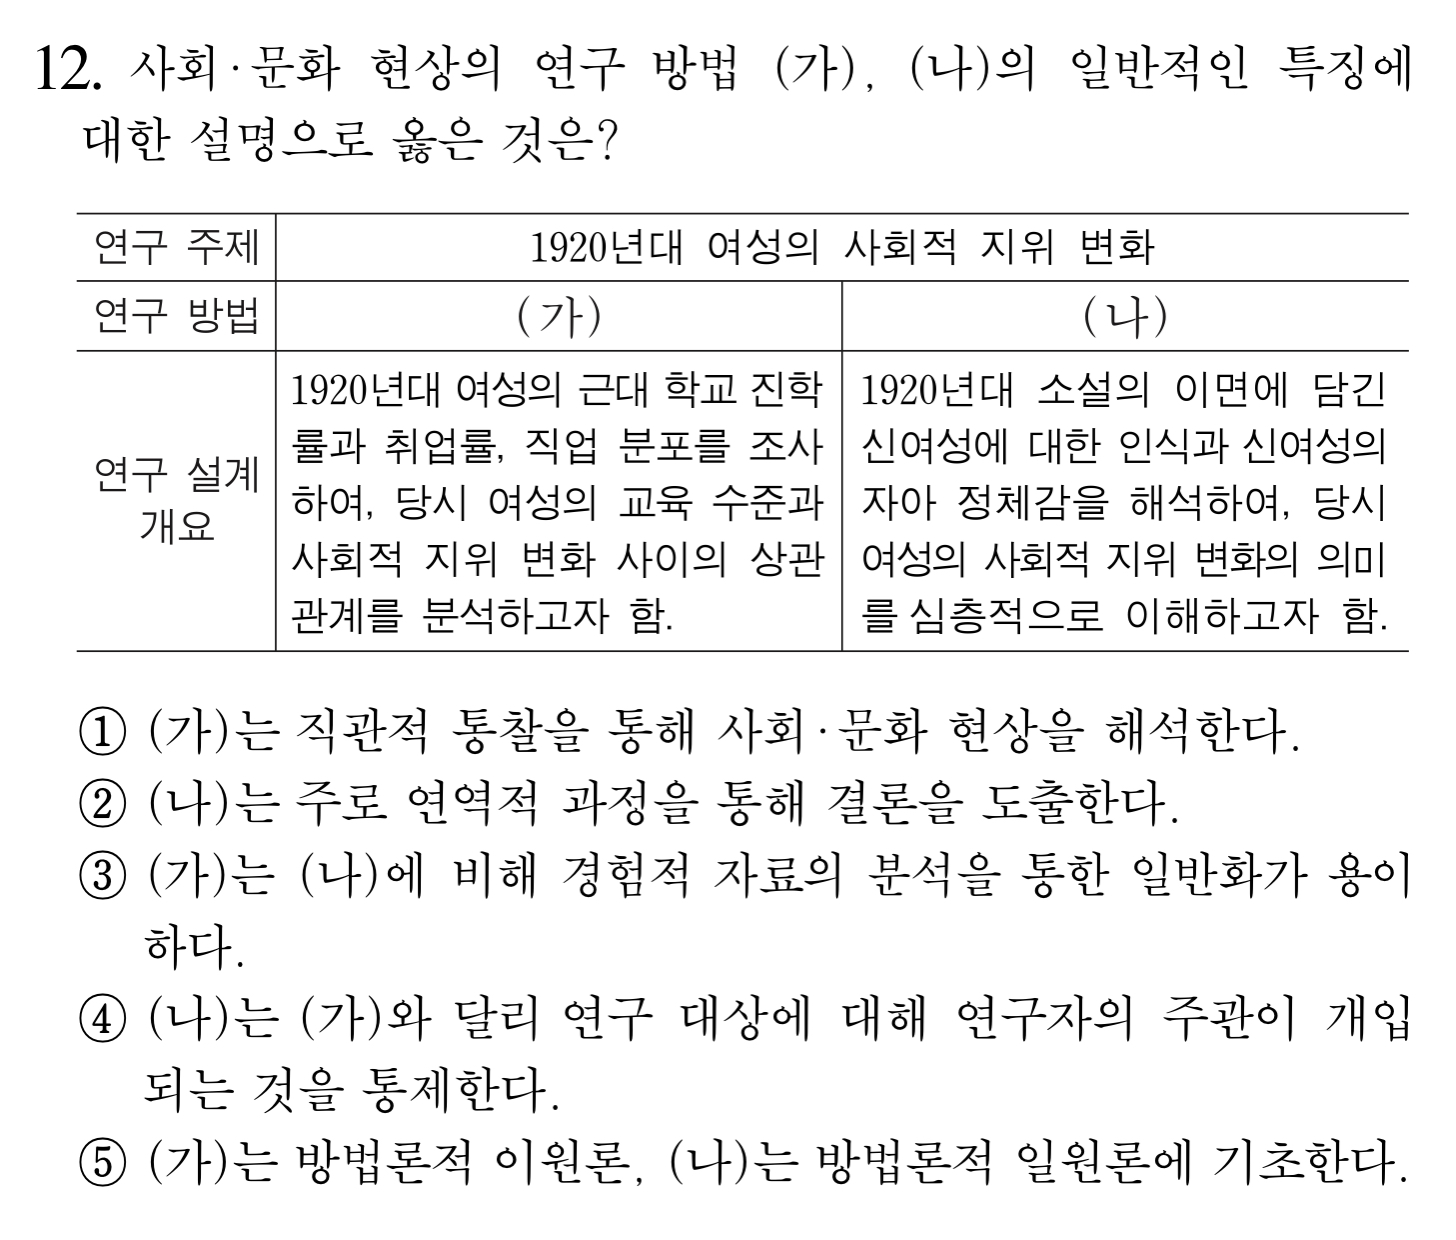 12. 사회·문화 현상의 연구 방법 (가), (나)의 일반적인 특징에
대한 설명으로 옳은 것은?
연구 주제 1920년대 여성의 사회적 지위 변화
연구 방법 (가) (나)
연구 설계
개요
1920년대 여성의 근대 학교 진학
률과 취업률, 직업 분포를 조사
하여, 당시 여성의 교육 수준과
사회적 지위 변화 사이의 상관
관계를 분석하고자 함.
1920년대 소설의 이면에 담긴
신여성에 대한 인식과 신여성의
자아 정체감을 해석하여, 당시
여성의 사회적 지위 변화의 의미
를 심층적으로 이해하고자 함.
① (가)는 직관적 통찰을 통해 사회·문화 현상을 해석한다.
② (나)는 주로 연역적 과정을 통해 결론을 도출한다.
③ (가)는 (나)에 비해 경험적 자료의 분석을 통한 일반화가 용이
하다.
④ (나)는 (가)와 달리 연구 대상에 대해 연구자의 주관이 개입
되는 것을 통제한다.
⑤ (가)는 방법론적 이원론, (나)는 방법론적 일원론에 기초한다.